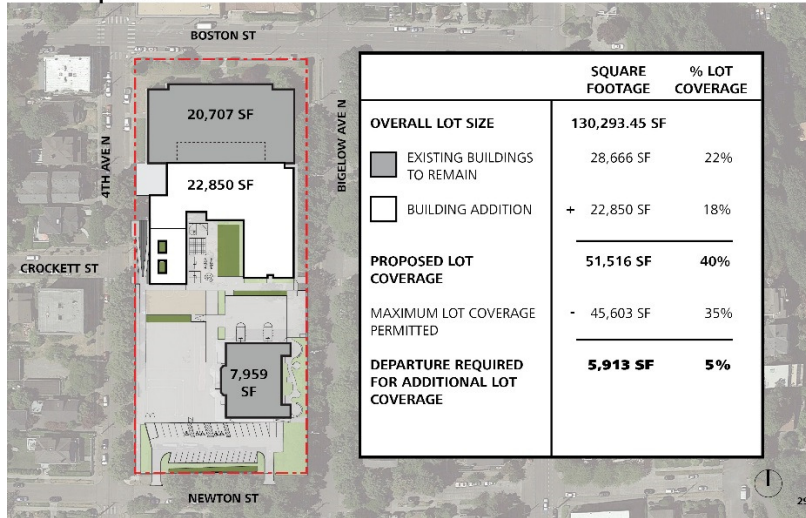 BOSTON ST
4TH AVE N
BIGELOW AVE N
CROCKETT ST
NEWTON ST
20,707 SF
22,850 SF
7,959
SF
SQUARE
FOOTAGE
% LOT
COVERAGE
OVERALL LOT SIZE 130,293.45 SF
EXISTING BUILDINGS
TO REMAIN
28,666 SF 22%
BUILDING ADDITION + 22,850 SF 18%
PROPOSED LOT
COVERAGE
51,516 SF 40%
MAXIMUM LOT COVERAGE
PERMITTED
- 45,603 SF 35%
DEPARTURE REQUIRED
FOR ADDITIONAL LOT
COVERAGE
5,913 SF 5%
29